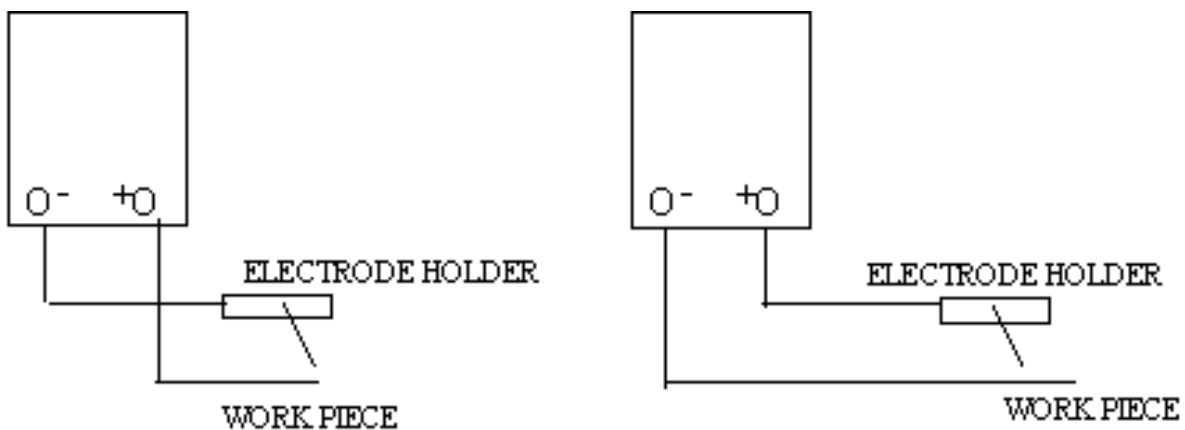 O - +O
ELECTRODE HOLDER
WORK PIECE
O - +O
ELECTRODE HOLDER
WORK PIECE